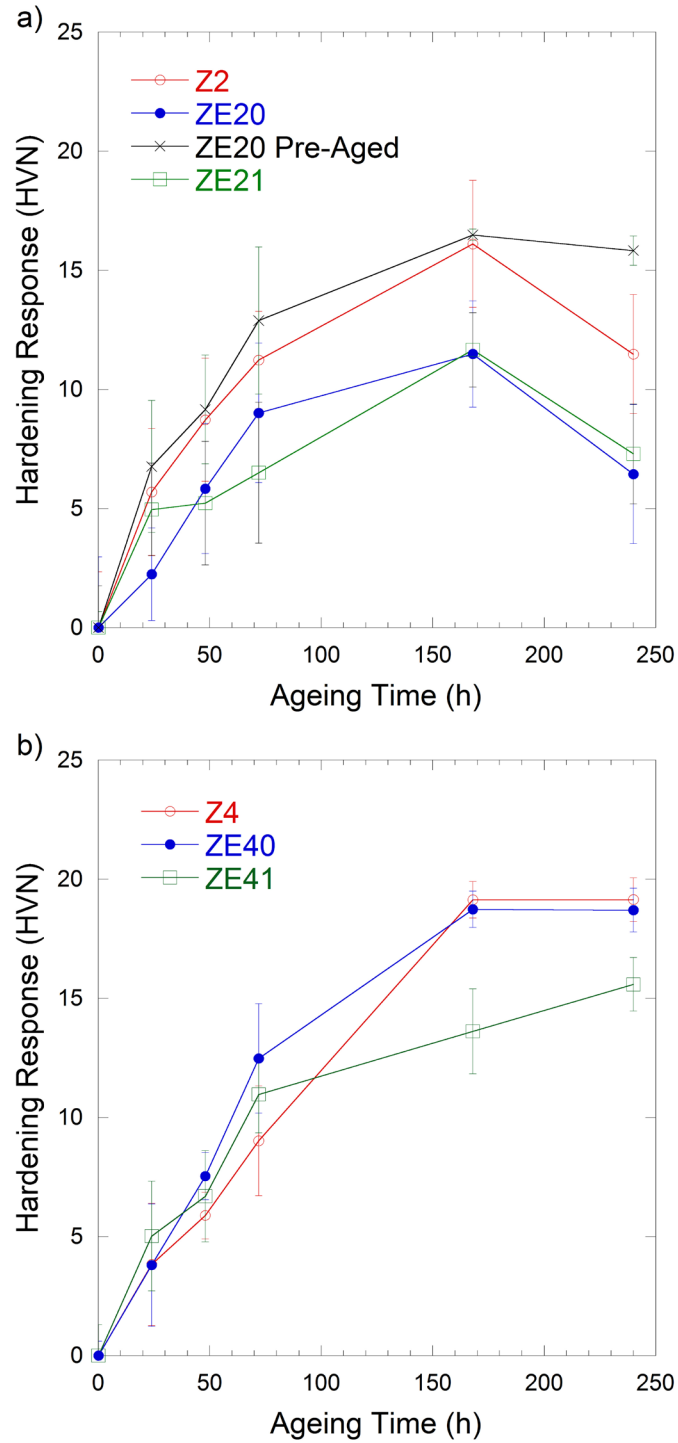 a)
25
20
15
10
5
0
Hardening Response (HVN)
Z2
ZE20
ZE20 Pre-Aged
ZE21
0 50 100 150 200 250
Ageing Time (h)
b)
25
20
15
10
5
0
Hardening Response (HVN)
Z4
ZE40
ZE41
0 50 100 150 200 250
Ageing Time (h)